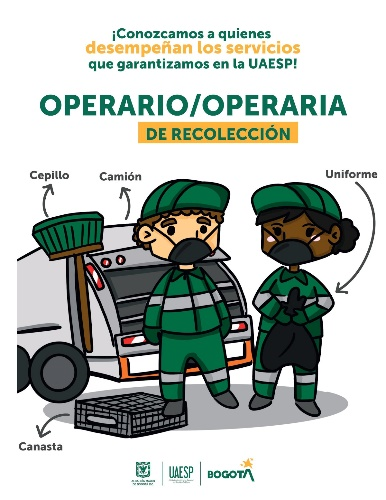 ¡Conozcamos a quienes
desempeñan los servicios
que garantizamos en la UAESP!
OPERARIO/OPERARIA
DE RECOLECCIÓN
Cepillo
Camión
Uniforme
Canasta
UAESP
BOGOTÁ